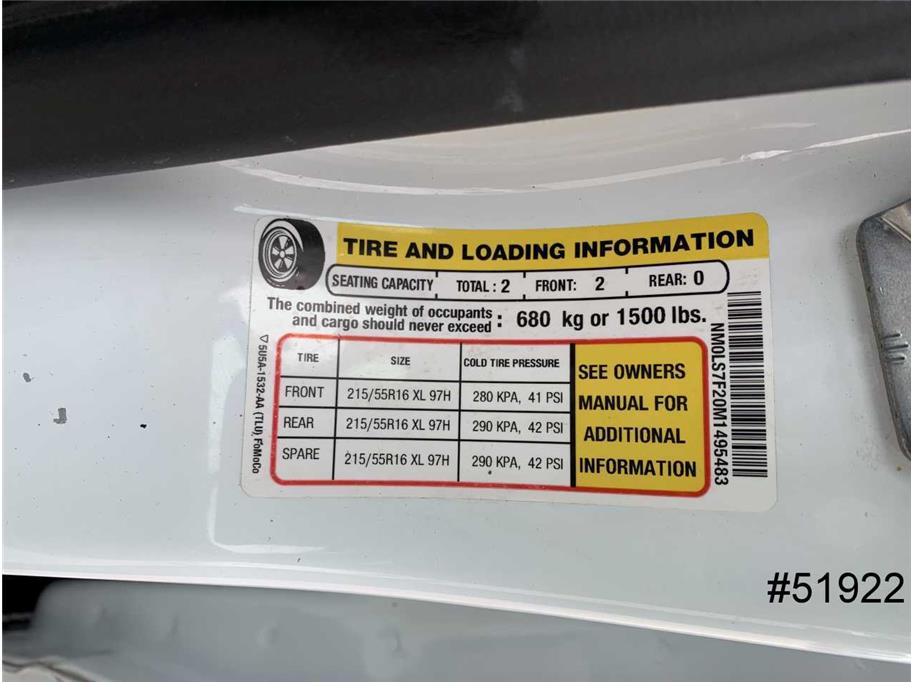 TIRE AND LOADING INFORMATION
SEATING CAPACITY TOTAL : 2 FRONT: 2 REAR: 0
The combined weight of occupants
and cargo should never exceed : 680 kg or 1500 lbs.
TIRE SIZE COLD TIRE PRESSURE
FRONT 215/55R16 XL 97H 280 KPA, 41 PSI
REAR 215/55R16 XL 97H 290 KPA, 42 PSI
SPARE 215/55R16 XL 97H 290 KPA, 42 PSI
SEE OWNERS
MANUAL FOR
ADDITIONAL
INFORMATION
5U5A-1532-AA (TLU), FoMoCo
NM0LS7F20M1495483
#51922